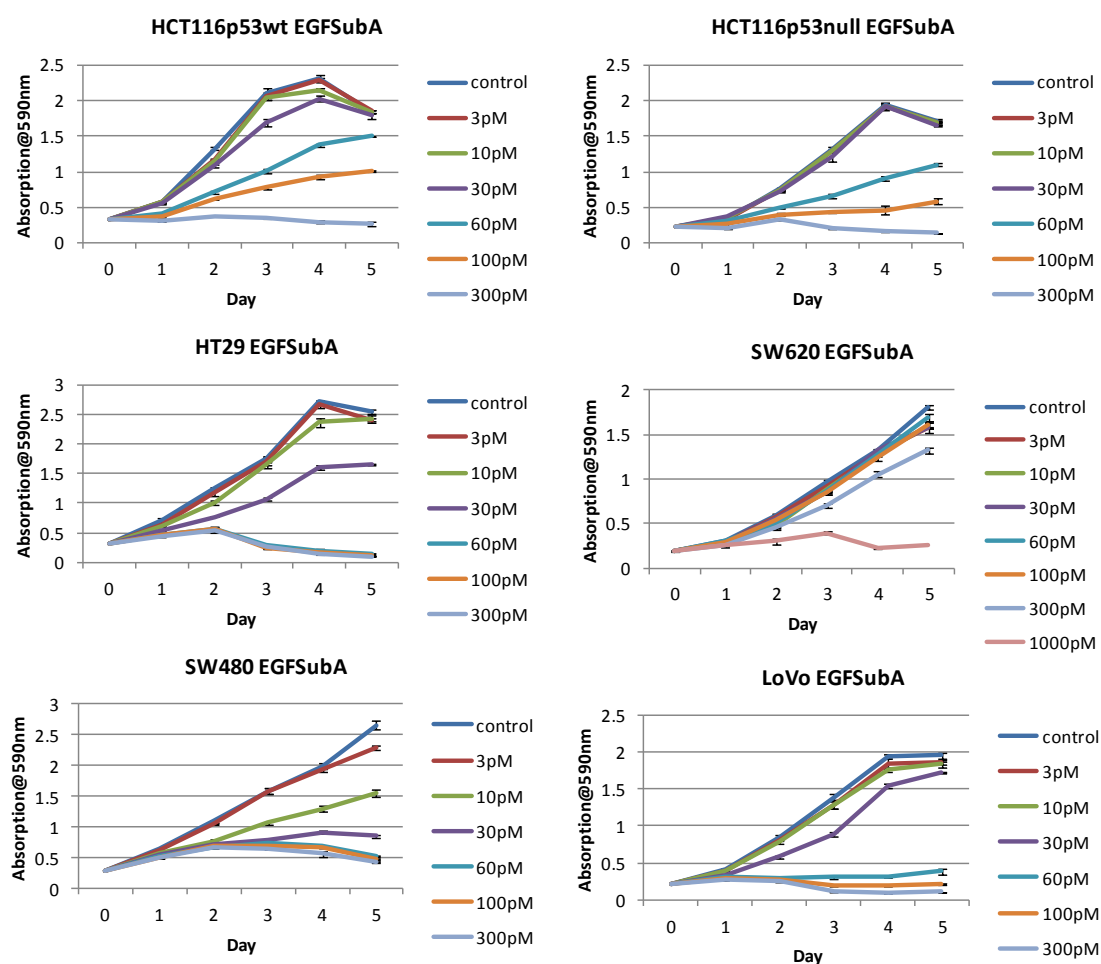 HCT116p53wt EGFSubA
Absorption@590nm
2.5
2
1.5
1
0.5
0
0 1 2 3 4 5
Day
control
3pM
10pM
30pM
60pM
100pM
300pM
HCT116p53null EGFSubA
Absorption@590nm
2.5
2
1.5
1
0.5
0
0 1 2 3 4 5
Day
control
3pM
10pM
30pM
60pM
100pM
300pM
HT29 EGFSubA
Absorption@590nm
3
2.5
2
1.5
1
0.5
0
0 1 2 3 4 5
Day
control
3pM
10pM
30pM
60pM
100pM
300pM
SW620 EGFSubA
Absorption@590nm
2
1.5
1
0.5
0
0 1 2 3 4 5
Day
control
3pM
10pM
30pM
60pM
100pM
300pM
1000pM
SW480 EGFSubA
Absorption@590nm
3
2.5
2
1.5
1
0.5
0
0 1 2 3 4 5
Day
control
3pM
10pM
30pM
60pM
100pM
300pM
LoVo EGFSubA
Absorption@590nm
2.5
2
1.5
1
0.5
0
0 1 2 3 4 5
Day
control
3pM
10pM
30pM
60pM
100pM
300pM